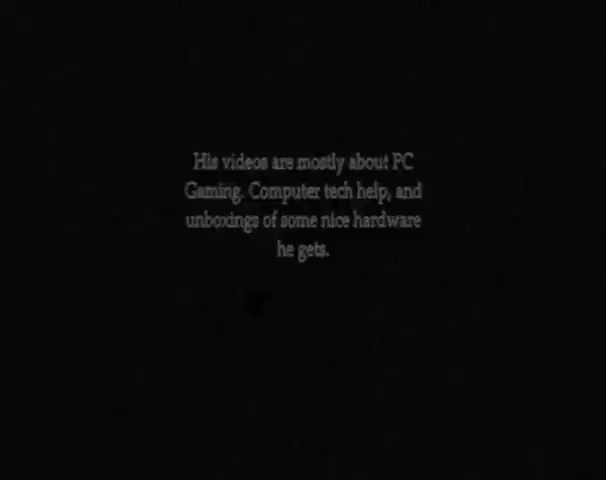 His videos are mostly about PC
Gaming. Computer tech help, and
unboxings of some nice hardware
he gets.